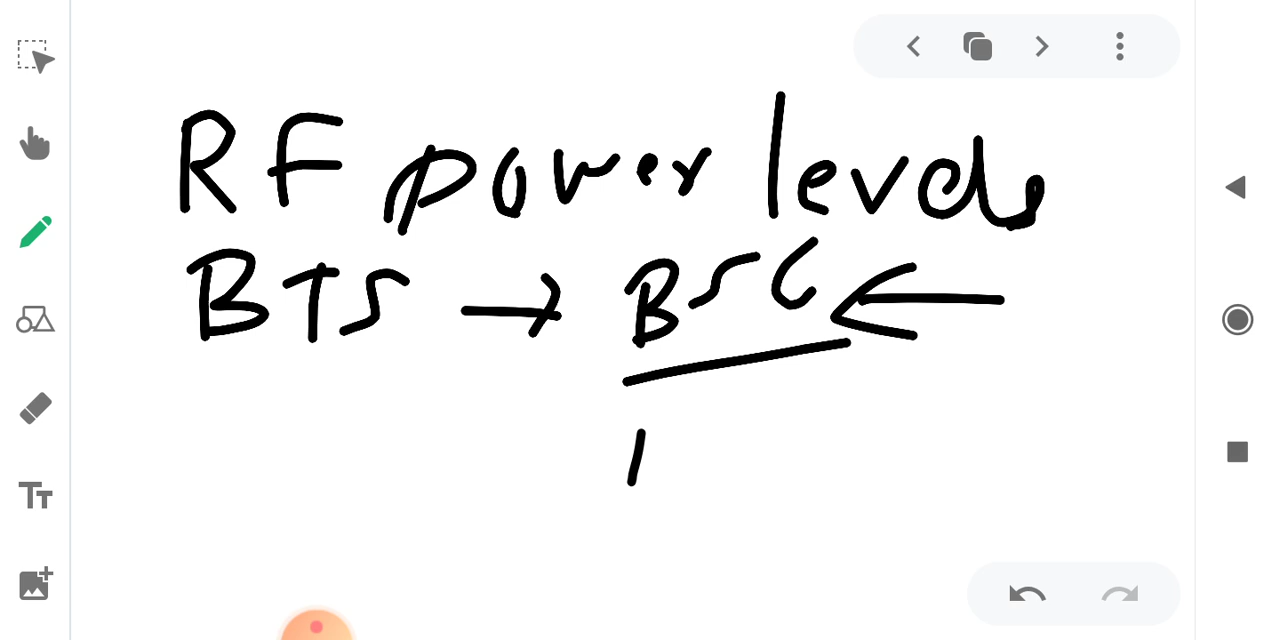 RF power levels
BTS → BSC ←